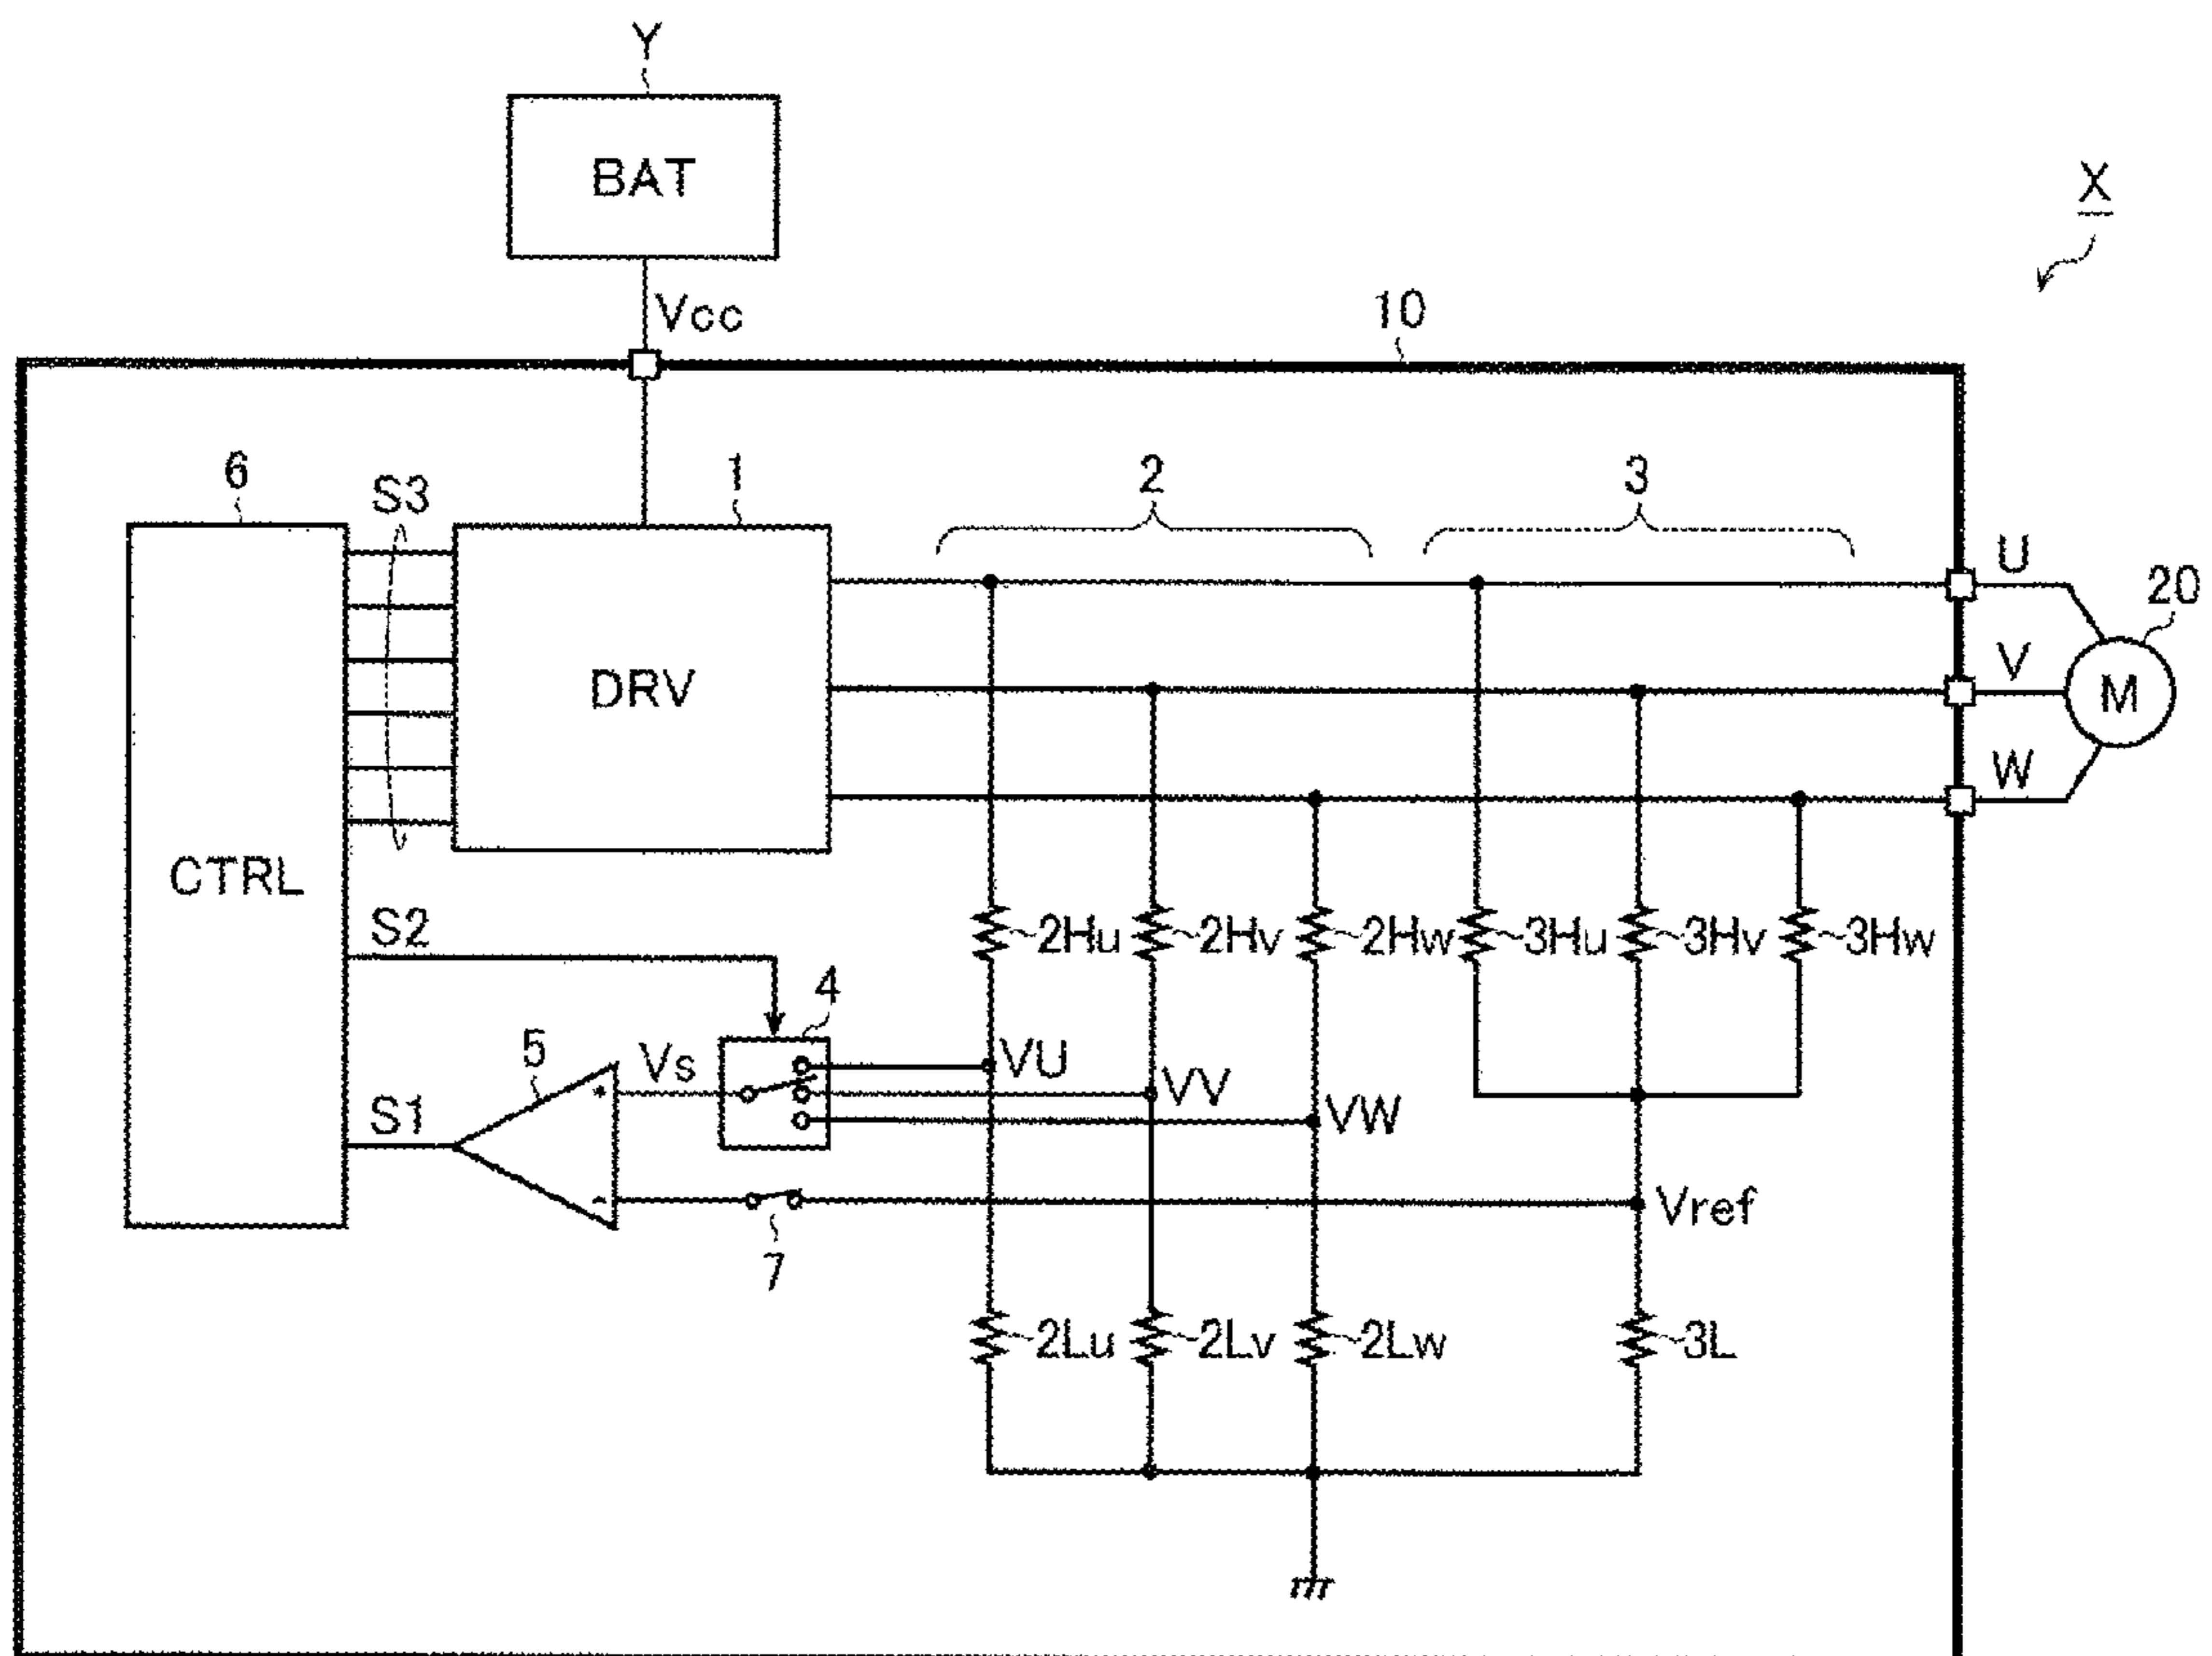 Y
BAT
X
Vcc
10
6
S3
1
2
3
U
20
DRV
V
M
W
CTRL
S2
2Hu
2Hv
2Hw
3Hu
3Hv
3Hw
4
5
Vs
VU
VV
S1
VW
+
-
Vref
7
2Lu
2Lv
2Lw
3L